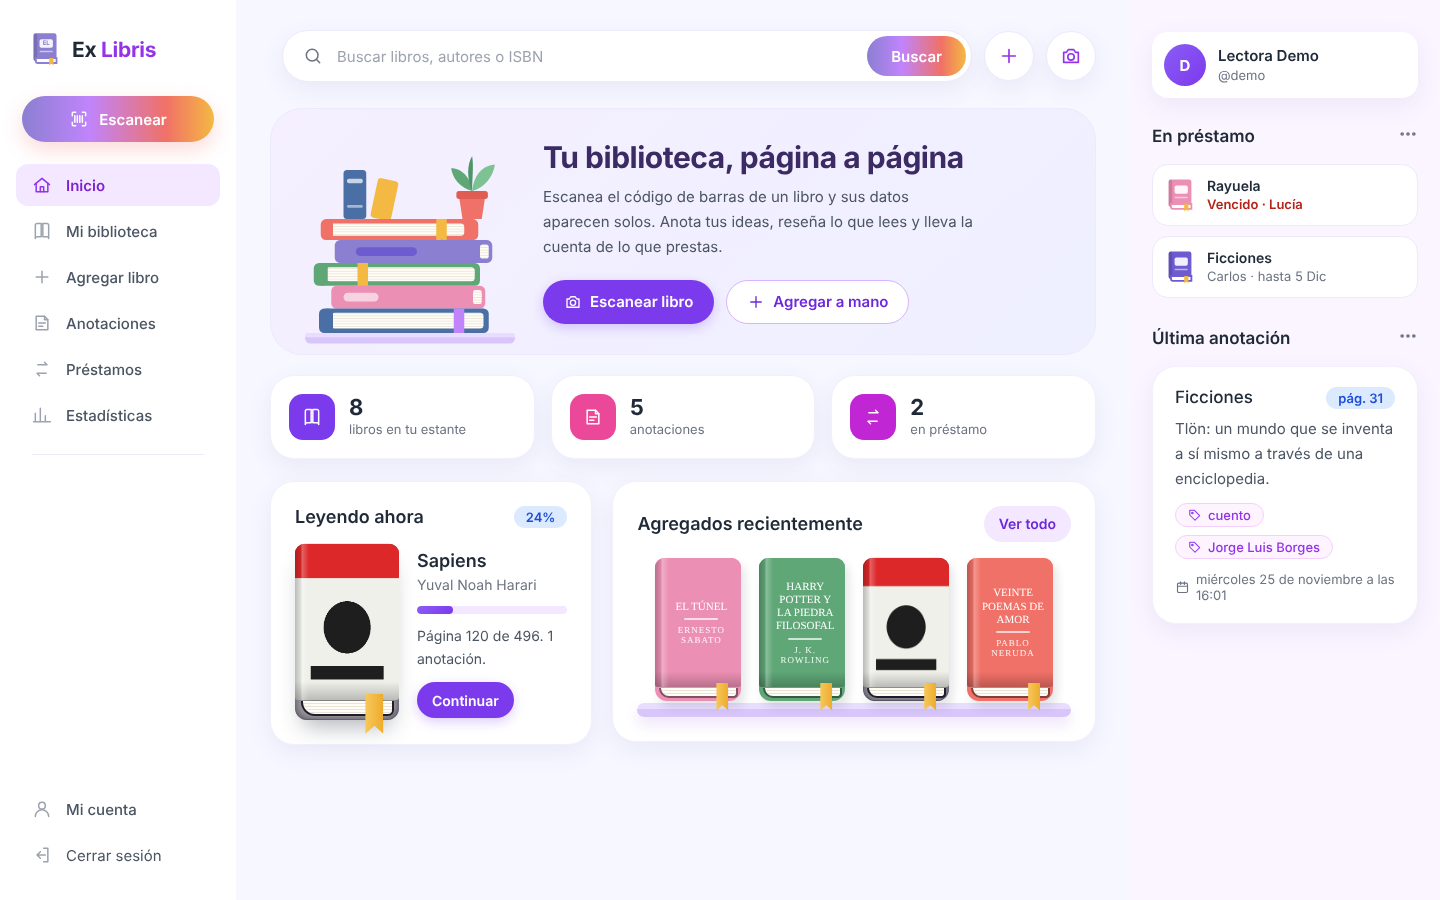 EL
Ex Libris
Escanear
Inicio
Mi biblioteca
Agregar libro
Anotaciones
Préstamos
Estadísticas
Mi cuenta
Cerrar sesión
Buscar libros, autores o ISBN
Buscar
Tu biblioteca, página a página
Escanea el código de barras de un libro y sus datos
aparecen solos. Anota tus ideas, reseña lo que lees y lleva la
cuenta de lo que prestas.
Escanear libro
Agregar a mano
8
libros en tu estante
5
anotaciones
2
en préstamo
Leyendo ahora
24%
Sapiens
Yuval Noah Harari
Página 120 de 496. 1
anotación.
Continuar
Agregados recientemente
Ver todo
EL TÚNEL
ERNESTO
SABATO
HARRY
POTTER Y
LA PIEDRA
FILOSOFAL
J. K.
ROWLING
VEINTE
POEMAS DE
AMOR
PABLO
NERUDA
D
Lectora Demo
@demo
En préstamo
Rayuela
Vencido · Lucía
Ficciones
Carlos · hasta 5 Dic
Última anotación
Ficciones
pág. 31
Tlön: un mundo que se inventa
a sí mismo a través de una
enciclopedia.
cuento
Jorge Luis Borges
miércoles 25 de noviembre a las
16:01